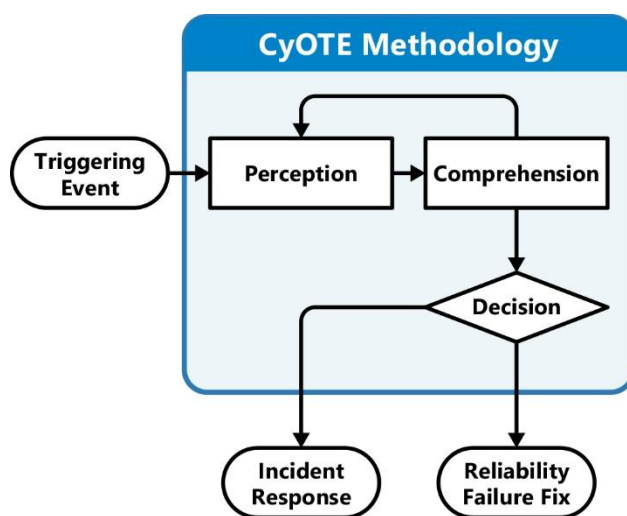 CyOTE Methodology
Triggering
Event
Perception
Comprehension
Decision
Incident
Response
Reliability
Failure Fix